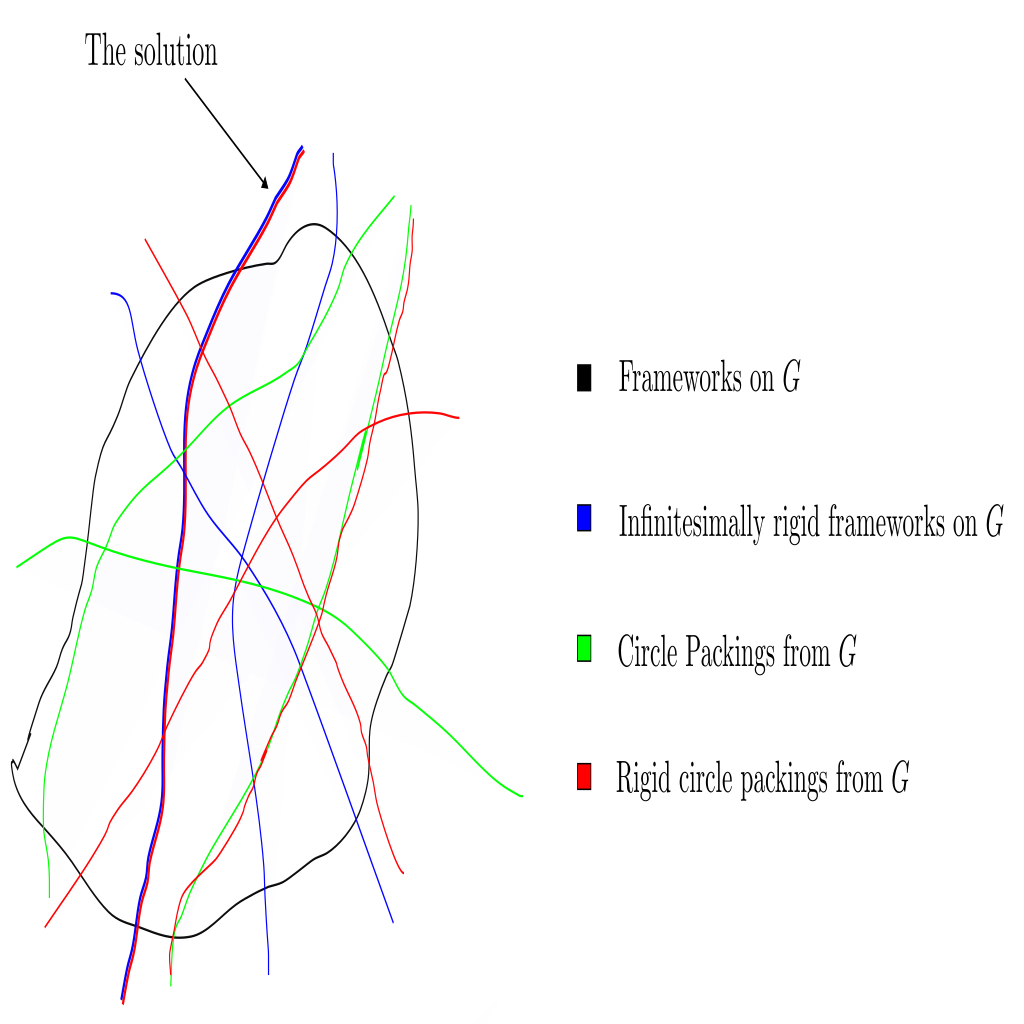 The solution
Frameworks on G
Infinitesimally rigid frameworks on G
Circle Packings from G
Rigid circle packings from G